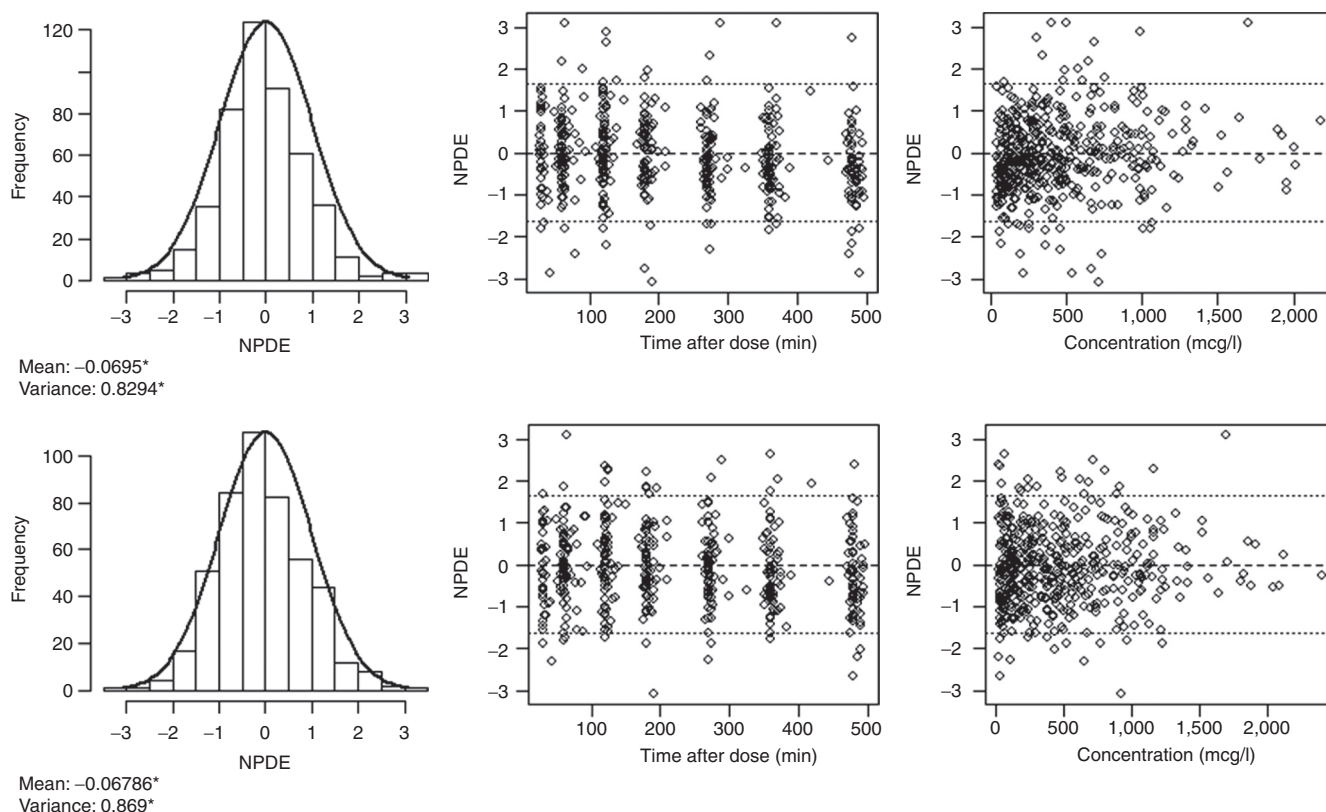 120
100
80
60
40
20
0
Frequency
−3 −2 −1 0 1 2 3
NPDE
Mean: −0.0695*
Variance: 0.8294*
3
2
1
0
−1
−2
−3
NPDE
100 200 300 400 500
Time after dose (min)
3
2
1
0
−1
−2
−3
NPDE
0 500 1,000 1,500 2,000
Concentration (mcg/l)
100
80
60
40
20
0
Frequency
−3 −2 −1 0 1 2 3
NPDE
Mean: −0.06786*
Variance: 0.869*
3
2
1
0
−1
−2
−3
NPDE
100 200 300 400 500
Time after dose (min)
3
2
1
0
−1
−2
−3
NPDE
0 500 1,000 1,500 2,000
Concentration (mcg/l)